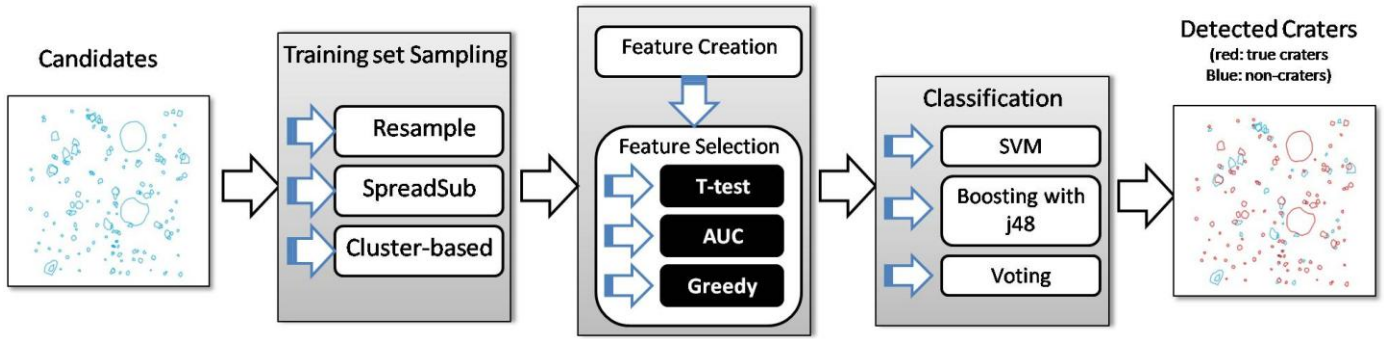 Candidates
Training set Sampling
Resample
SpreadSub
Cluster-based
Feature Creation
Feature Selection
T-test
AUC
Greedy
Classification
SVM
Boosting with
j48
Voting
Detected Craters
(red: true craters
Blue: non-craters)